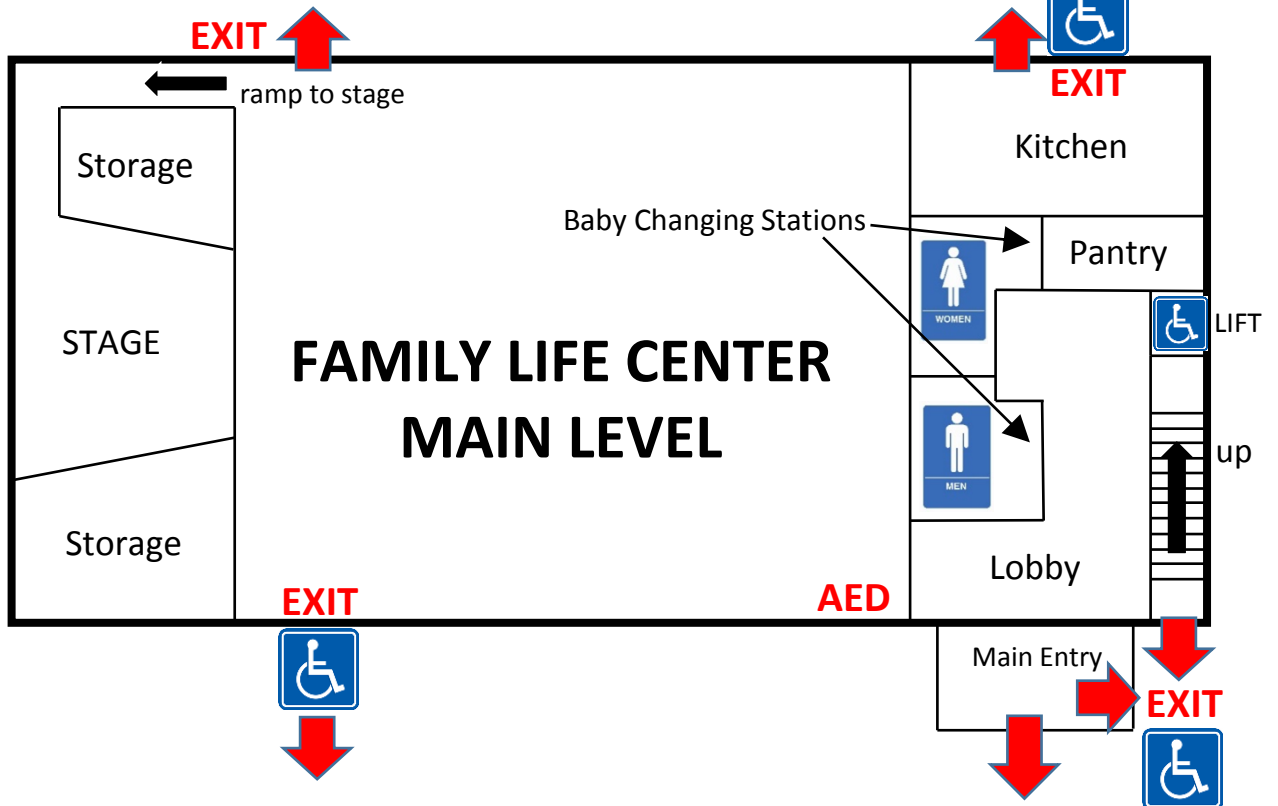 EXIT
EXIT
ramp to stage
Storage
Kitchen
Baby Changing Stations
Pantry
WOMEN
LIFT
STAGE
FAMILY LIFE CENTER
MAIN LEVEL
up
MEN
Storage
Lobby
EXIT
AED
Main Entry
EXIT